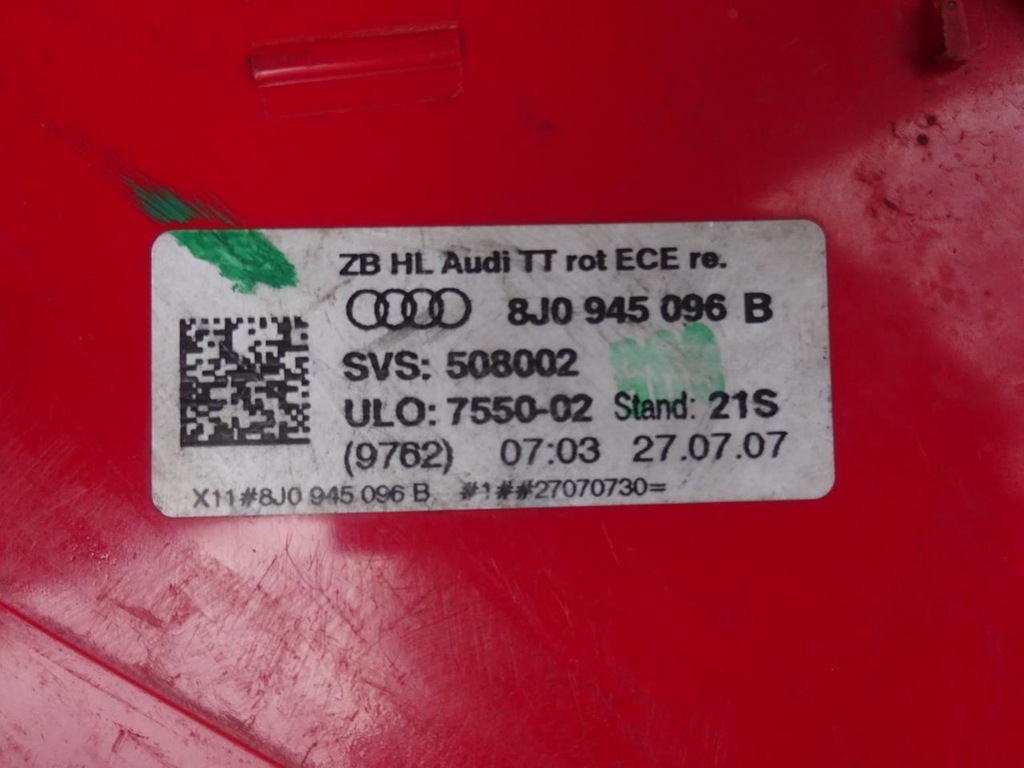 ZB HL Audi TT rot ECE re.
8J0 945 096 B
SVS: 508002
ULO: 7550-02 Stand: 21S
(9762) 07:03 27.07.07
X11#8J0 945 096 B #1##27070730=